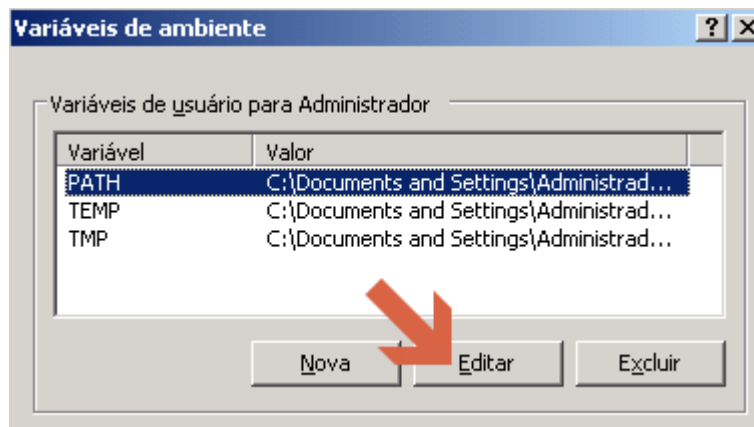 Variáveis de ambiente
Variáveis de usuário para Administrador
Variável Valor
PATH C:\Documents and Settings\Administrad...
TEMP C:\Documents and Settings\Administrad...
TMP C:\Documents and Settings\Administrad...
Nova Editar Excluir